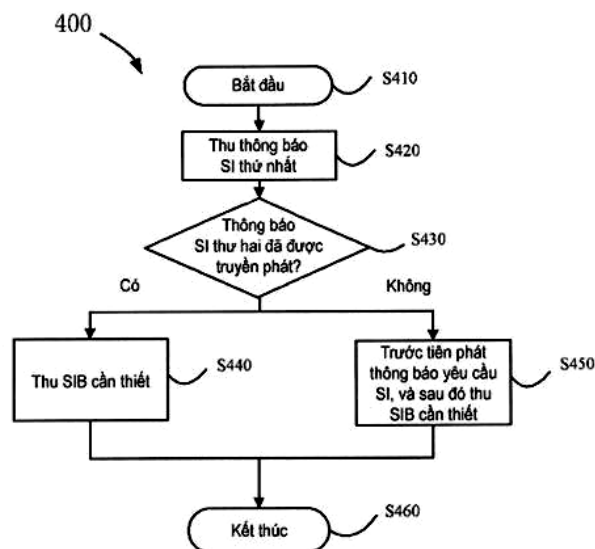 400
Bắt đầu
S410
Thu thông báo
SI thứ nhất
S420
Thông báo
SI thư hai đã được
truyền phát?
S430
Có
Không
Thu SIB cần thiết
S440
Trước tiên phát
thông báo yêu cầu
SI, và sau đó thu
SIB cần thiết
S450
Kết thúc
S460